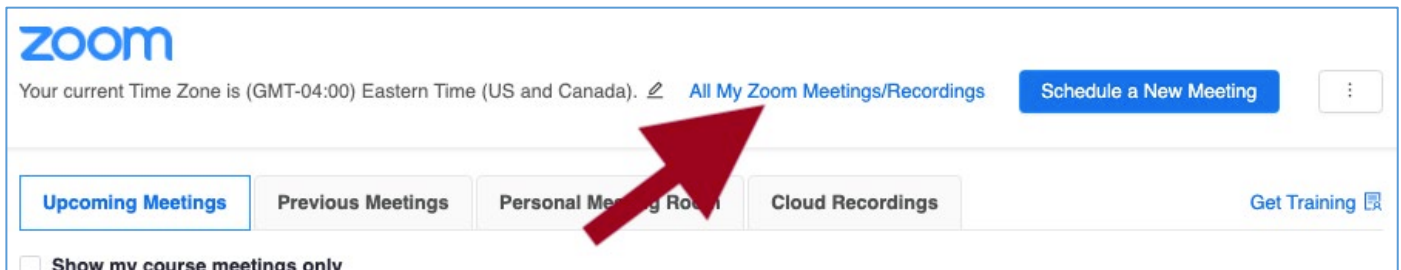 zoom
Your current Time Zone is (GMT-04:00) Eastern Time (US and Canada). All My Zoom Meetings/Recordings Schedule a New Meeting
Upcoming Meetings Previous Meetings Personal Meeting Room Cloud Recordings Get Training
Show my course meetings only